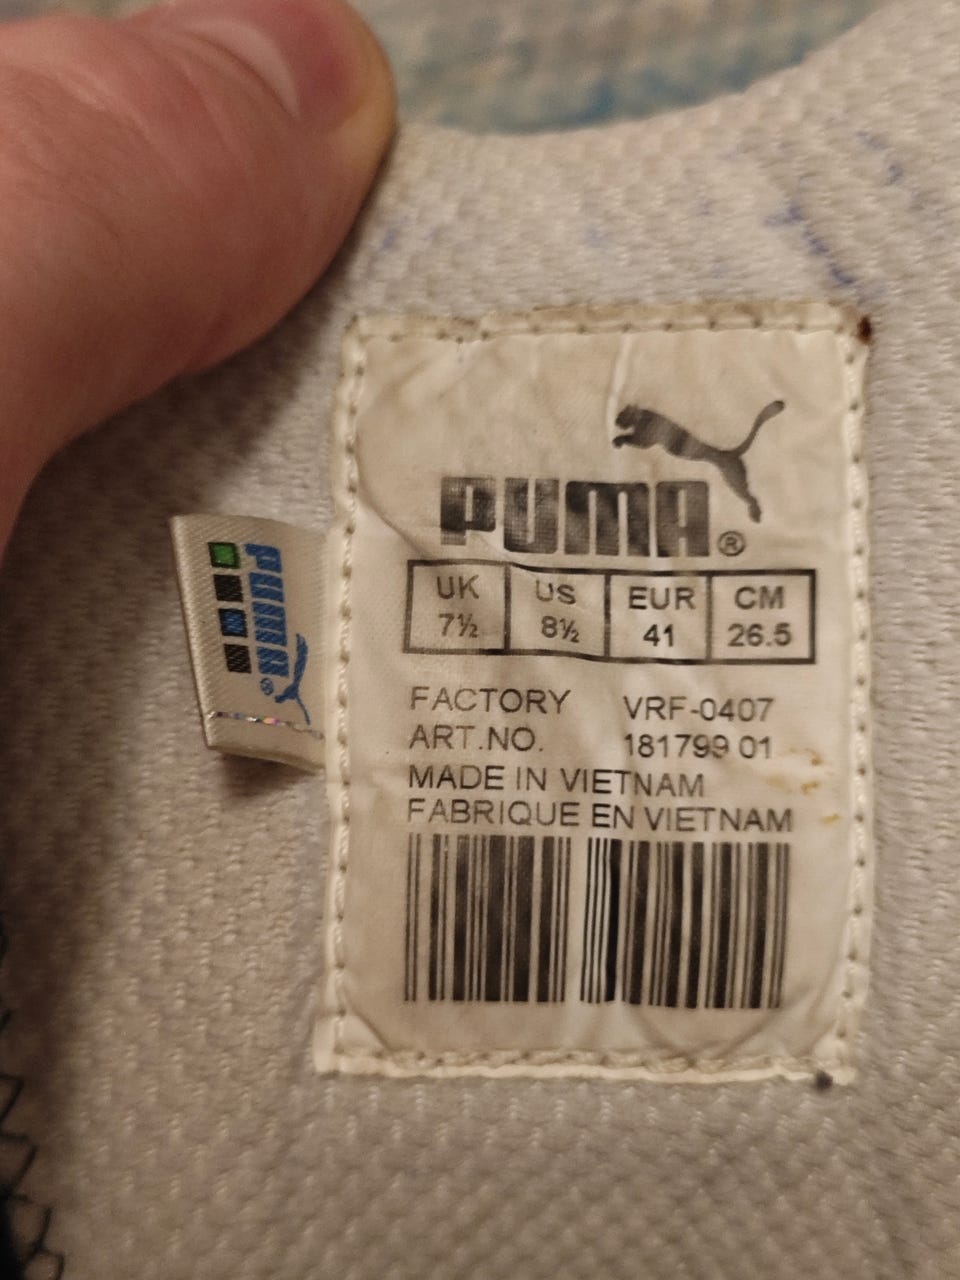 PUMA®
UK US EUR CM
7½ 8½ 41 26.5
FACTORY VRF-0407
ART.NO. 181799 01
MADE IN VIETNAM
FABRIQUE EN VIETNAM
PUMA®